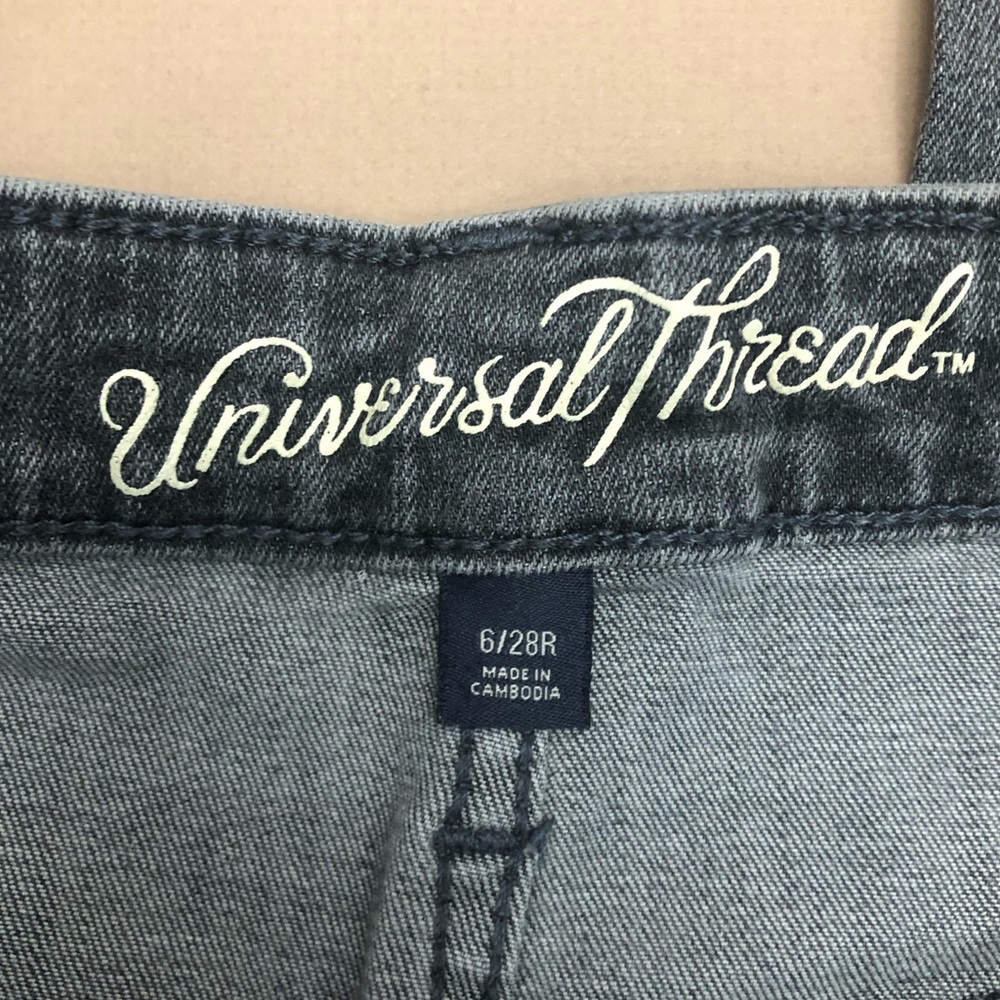 Universal Thread™
6/28R
MADE IN
CAMBODIA